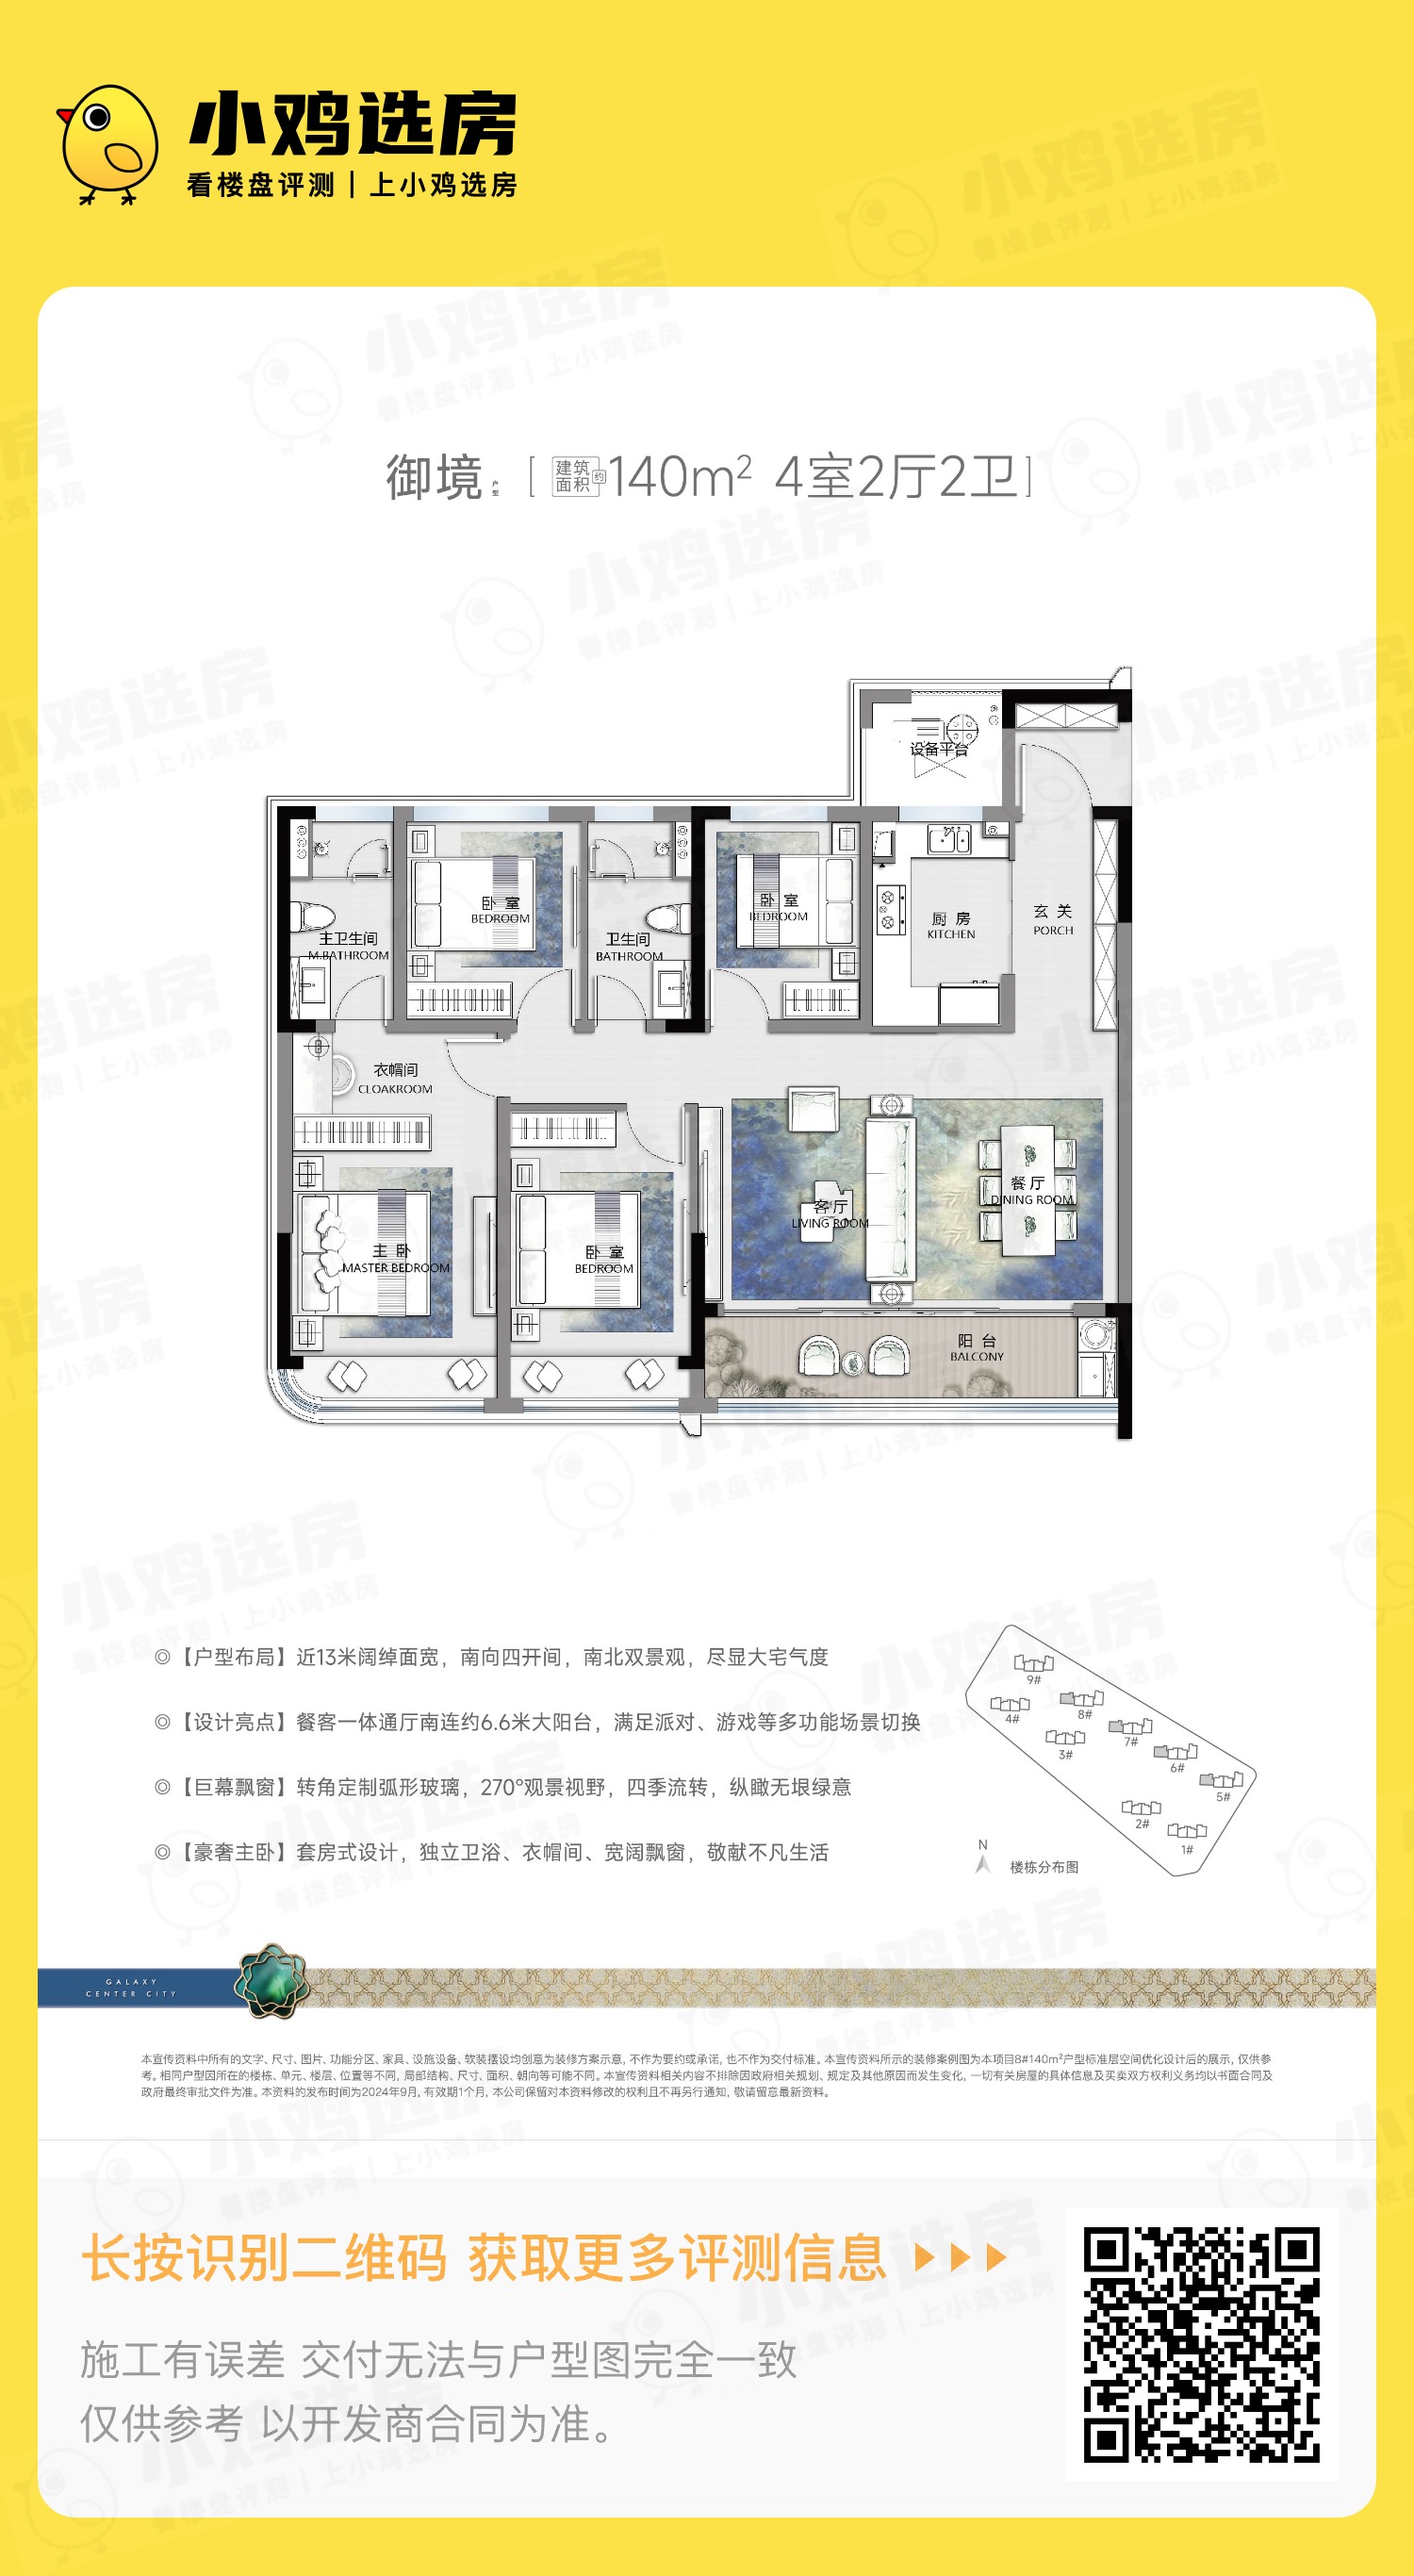 小鸡选房
看楼盘评测 | 上小鸡选房
御境 户型 [ 建筑面积约 140m² 4室2厅2卫 ]
设备平台
卧 室
BEDROOM
卧 室
BEDROOM
主卫生间
M.BATHROOM
卫生间
BATHROOM
厨 房
KITCHEN
玄 关
PORCH
衣帽间
CLOAKROOM
客 厅
LIVING ROOM
餐 厅
DINING ROOM
主 卧
MASTER BEDROOM
卧 室
BEDROOM
阳 台
BALCONY
◎【户型布局】近13米阔绰面宽，南向四开间，南北双景观，尽显大宅气度
◎【设计亮点】餐客一体通厅南连约6.6米大阳台，满足派对、游戏等多功能场景切换
◎【巨幕飘窗】转角定制弧形玻璃，270°观景视野，四季流转，纵瞰无垠绿意
◎【豪奢主卧】套房式设计，独立卫浴、衣帽间、宽阔飘窗，敬献不凡生活
9#
4#
8#
3#
7#
6#
5#
2#
1#
N
楼栋分布图
GALAXY
CENTER CITY
本宣传资料中所有的文字、尺寸、图片、功能分区、家具、设施设备、软装摆设均创意为装修方案示意，不作为要约或承诺，也不作为交付标准。本宣传资料所示的装修案例图为本项目8#140m²户型标准层空间优化设计后的展示，仅供参
考。相同户型因所在的楼栋、单元、楼层、位置等不同，局部结构、尺寸、面积、朝向等可能不同。本宣传资料相关内容不排除因政府相关规划、规定及其他原因而发生变化，一切有关房屋的具体信息及买卖双方权利义务均以书面合同及
政府最终审批文件为准。本资料的发布时间为2024年9月，有效期1个月，本公司保留对本资料修改的权利且不再另行通知，敬请留意最新资料。
长按识别二维码 获取更多评测信息
施工有误差 交付无法与户型图完全一致
仅供参考 以开发商合同为准。